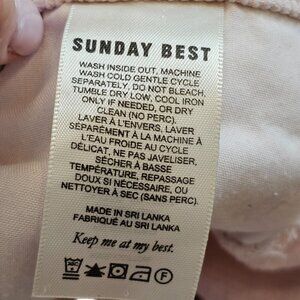 SUNDAY BEST
WASH INSIDE OUT, MACHINE
WASH COLD GENTLE CYCLE
SEPARATELY, DO NOT BLEACH,
TUMBLE DRY LOW, COOL IRON
ONLY IF NEEDED, OR DRY
CLEAN (NO PERC).
LAVER À L'ENVERS, LAVER
SÉPARÉMENT À LA MACHINE À
L'EAU FROIDE AU CYCLE
DÉLICAT, NE PAS JAVELISER,
SÉCHER À BASSE
TEMPÉRATURE, REPASSAGE
DOUX SI NÉCESSAIRE, OU
NETTOYER À SEC (SANS PERC).
MADE IN SRI LANKA
FABRIQUÉ AU SRI LANKA
Keep me at my best.
F